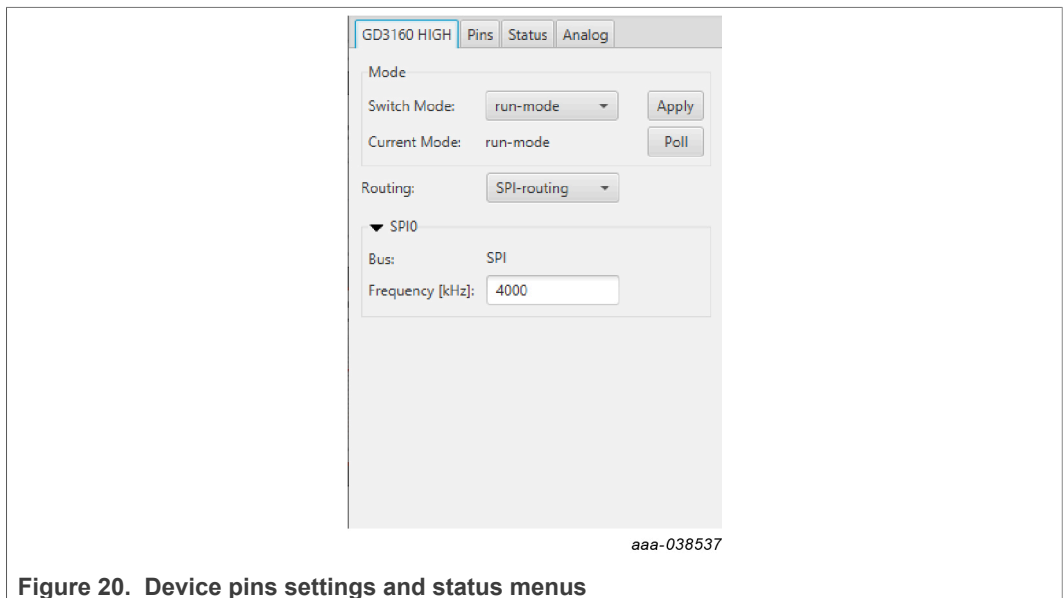 GD3160 HIGH Pins Status Analog
Mode
Switch Mode: run-mode Apply
Current Mode: run-mode Poll
Routing: SPI-routing
SPI0
Bus: SPI
Frequency [kHz]: 4000
aaa-038537
Figure 20. Device pins settings and status menus